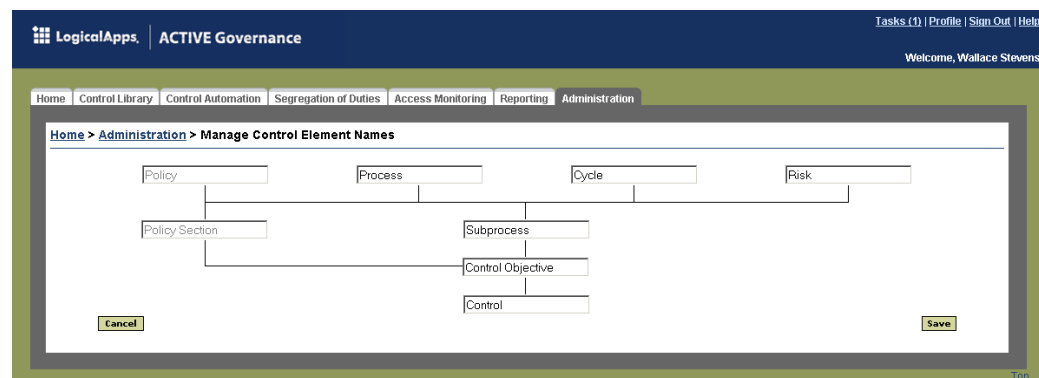 Tasks (1) | Profile | Sign Out | Help
LogicalApps. ACTIVE Governance
Welcome, Wallace Stevens
Home Control Library Control Automation Segregation of Duties Access Monitoring Reporting Administration
Home > Administration > Manage Control Element Names
Policy Process Cycle Risk
Policy Section Subprocess
Control Objective
Control
Cancel Save
Top